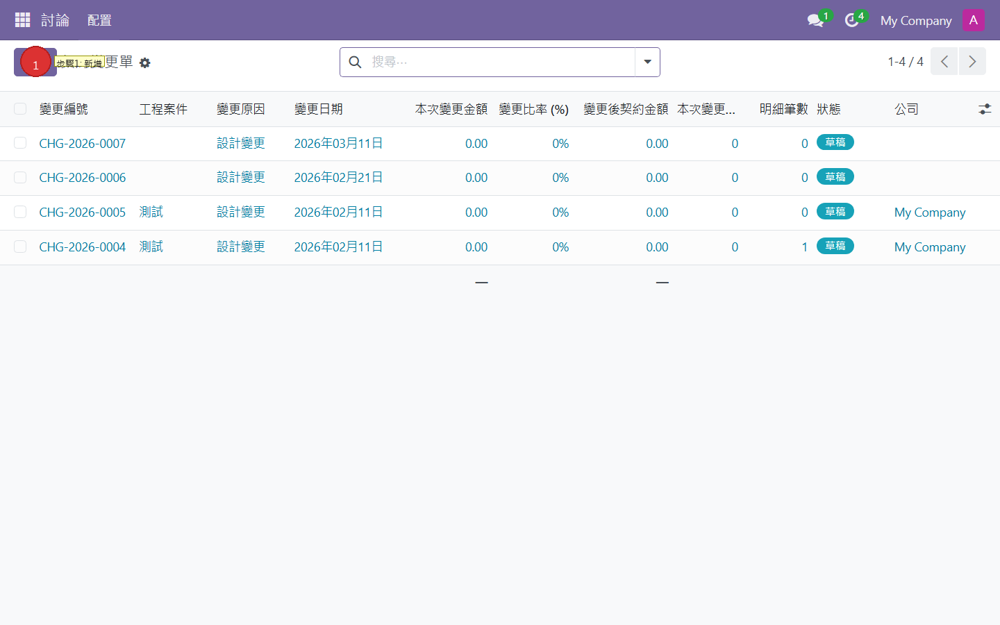 討論 配置 1 4 My Company A
1 步驟1: 新增 變更單 搜尋... 1-4 / 4
變更編號 工程案件 變更原因 變更日期 本次變更金額 變更比率 (%) 變更後契約金額 本次變更... 明細筆數 狀態 公司
CHG-2026-0007 設計變更 2026年03月11日 0.00 0% 0.00 0 0 草稿
CHG-2026-0006 設計變更 2026年02月21日 0.00 0% 0.00 0 0 草稿
CHG-2026-0005 測試 設計變更 2026年02月11日 0.00 0% 0.00 0 0 草稿 My Company
CHG-2026-0004 測試 設計變更 2026年02月11日 0.00 0% 0.00 0 1 草稿 My Company
— —